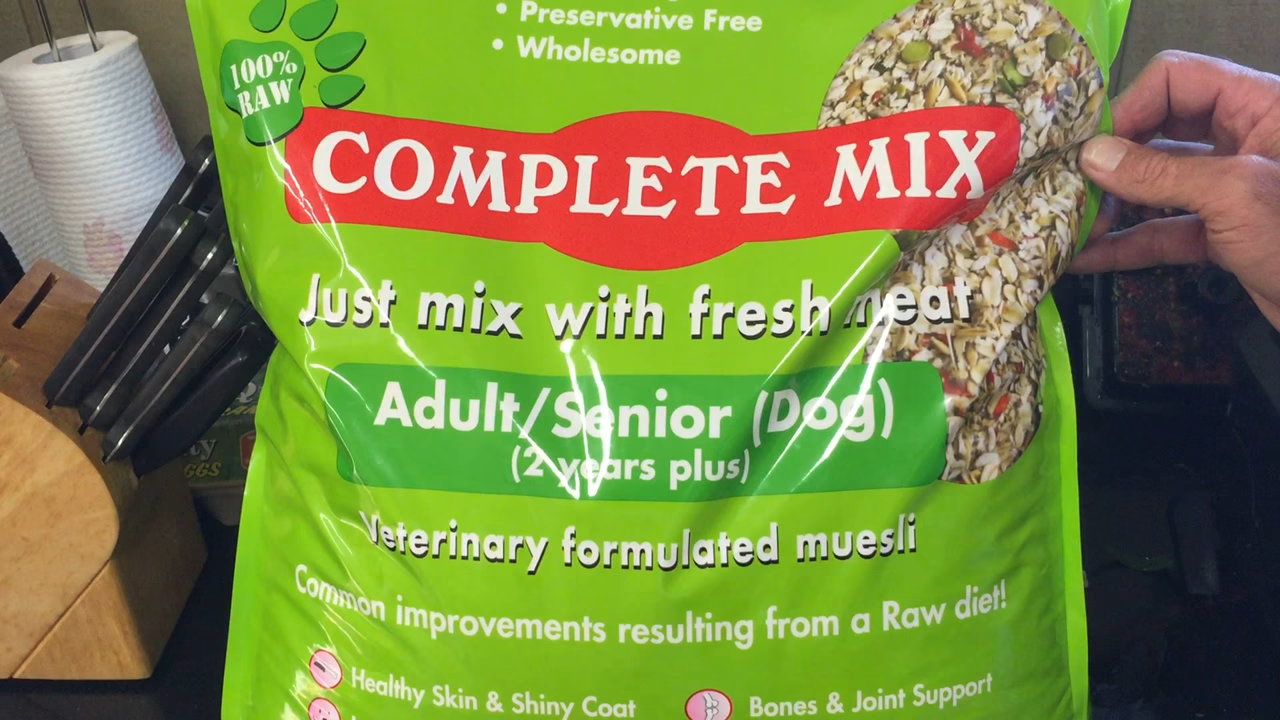 • Preservative Free
• Wholesome
100%
RAW
COMPLETE MIX
Just mix with fresh meat
Adult/Senior (Dog)
(2 years plus)
Veterinary formulated muesli
Common improvements resulting from a Raw diet!
Healthy Skin & Shiny Coat
Bones & Joint Support
GGS